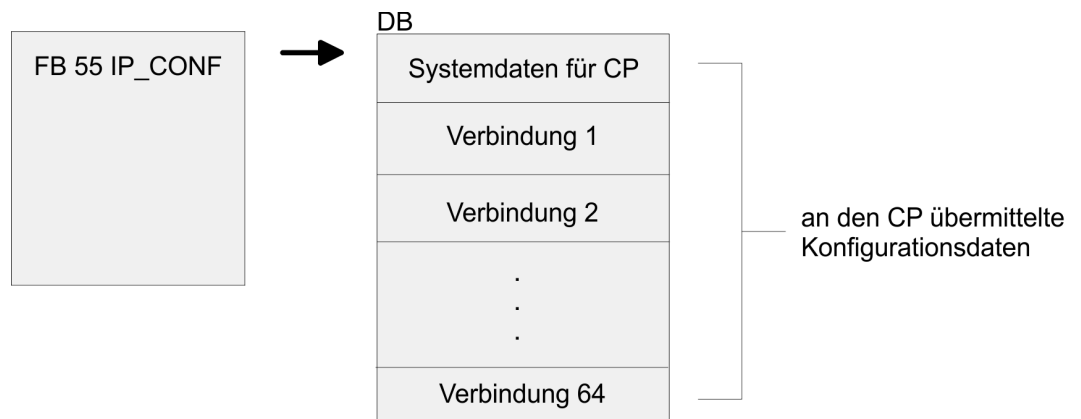 FB 55 IP_CONF
DB
Systemdaten für CP
Verbindung 1
Verbindung 2
.
.
.
Verbindung 64
an den CP übermittelte
Konfigurationsdaten